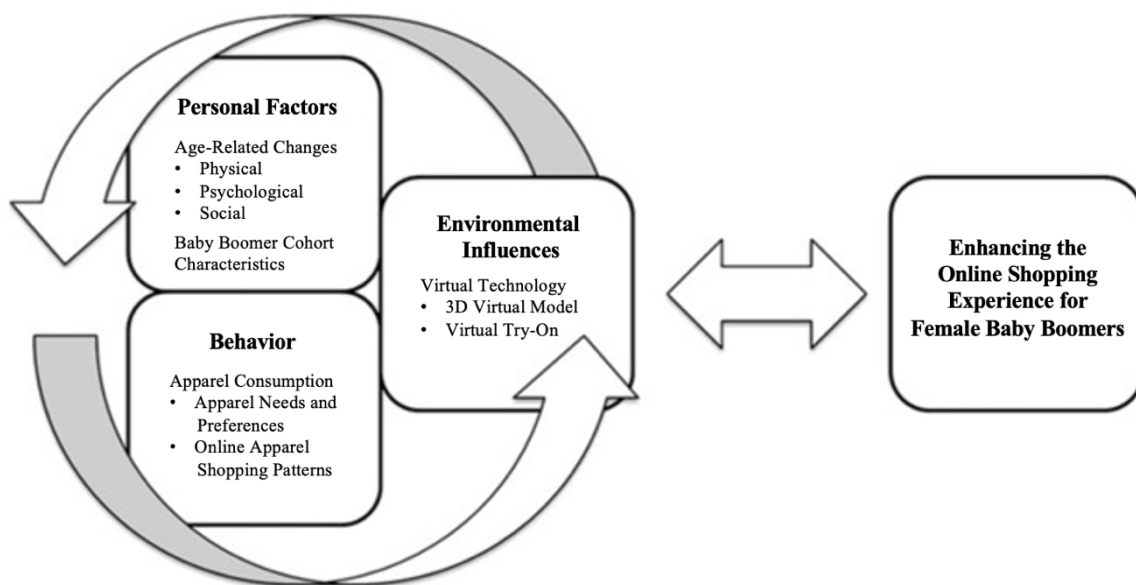 Personal Factors
Age-Related Changes
• Physical
• Psychological
• Social
Baby Boomer Cohort
Characteristics
Behavior
Apparel Consumption
• Apparel Needs and
Preferences
• Online Apparel
Shopping Patterns
Environmental
Influences
Virtual Technology
• 3D Virtual Model
• Virtual Try-On
Enhancing the
Online Shopping
Experience for
Female Baby Boomers